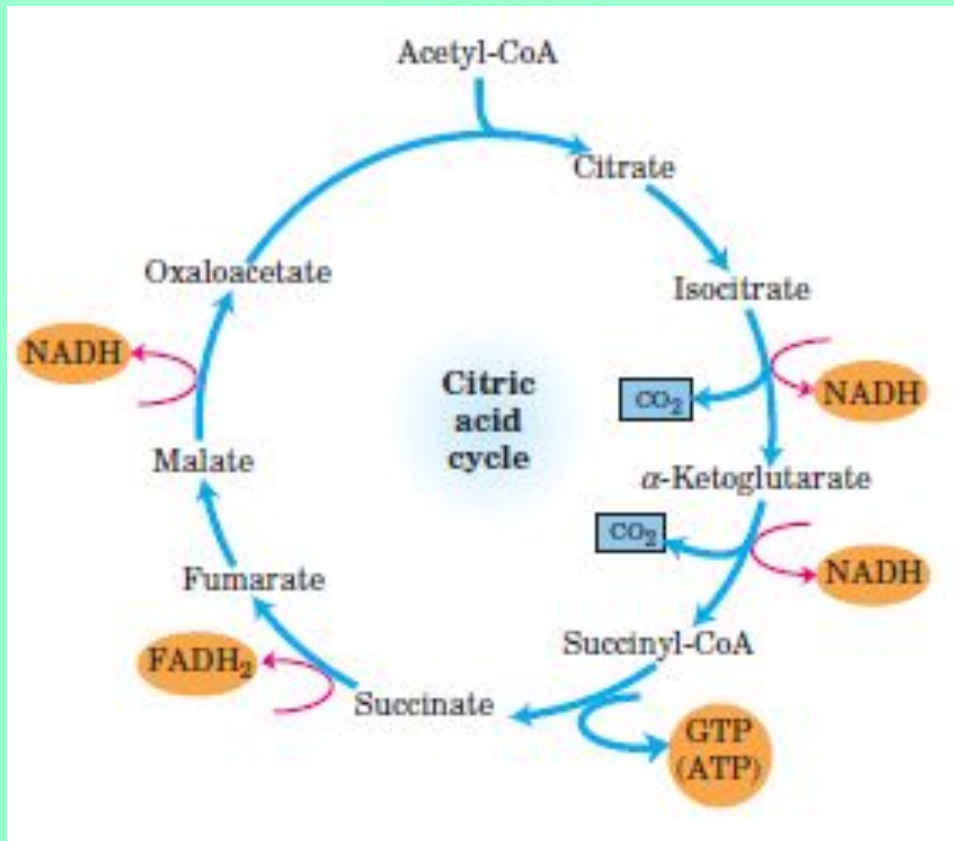 Acetyl-CoA
Citrate
Isocitrate
NADH
CO₂
α-Ketoglutarate
CO₂
NADH
Succinyl-CoA
GTP
(ATP)
Succinate
FADH₂
Fumarate
Malate
NADH
Oxaloacetate
Citric
acid
cycle